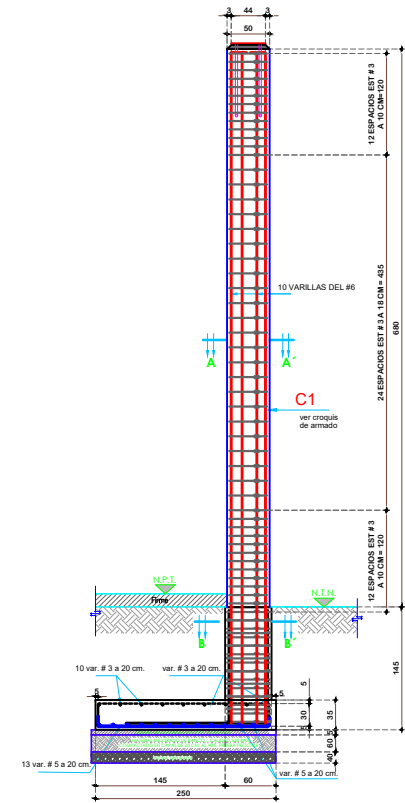 3 44 3
50
12 ESPACIOS EST # 3
A 10 CM=120
10 VARILLAS DEL #6
24 ESPACIOS EST # 3 A 18 CM = 435
680
A A´
C1
ver croquis
de armado
12 ESPACIOS EST # 3
A 10 CM = 120
N.P.T.
Firme
N.T.N.
B B´
145
10 var. # 3 a 20 cm.
var. # 3 a 20 cm.
5 5 5
30 35
5 5
60
40
13 var. # 5 a 20 cm.
var. # 5 a 20 cm.
145 60
250